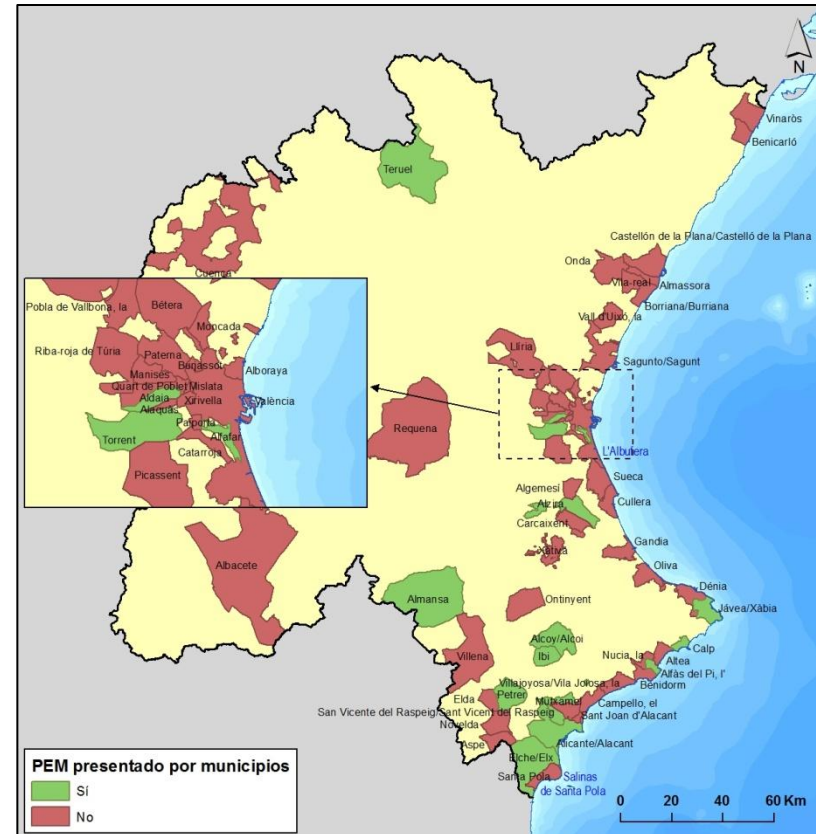 N
Vinaròs
Benicarló
Teruel
Castellón de la Plana/Castelló de la Plana
Onda
Cuenca
Vila-real
Almassora
Borriana/Burriana
Vall d'Uixó, la
Llíria
Sagunto/Sagunt
Pobla de Vallbona, la
Bétera
Moncada
Riba-roja de Túria
Paterna
Burjassot
Alboraya
Manises
Quart de Poblet
Mislata
Aldaia
Xirivella
València
Alaquàs
Paiporta
Torrent
Alfafar
Catarroja
Picassent
Requena
L'Albufera
Sueca
Algemesí
Alzira
Cullera
Carcaixent
Xàtiva
Gandia
Oliva
Albacete
Dénia
Almansa
Ontinyent
Jávea/Xàbia
Alcoy/Alcoi
Ibi
Calp
Villena
Nucia, la
Altea
Alfàs del Pi, l'
Villajoyosa/Vila Joiosa, la
Benidorm
Elda
Petrer
Mutxamel
Campello, el
San Vicente del Raspeig/Sant Vicent del Raspeig
Sant Joan d'Alacant
Novelda
Aspe
Alicante/Alacant
Elche/Elx
Santa Pola
Salinas
de Santa Pola
PEM presentado por municipios
Sí
No
0 20 40 60 Km